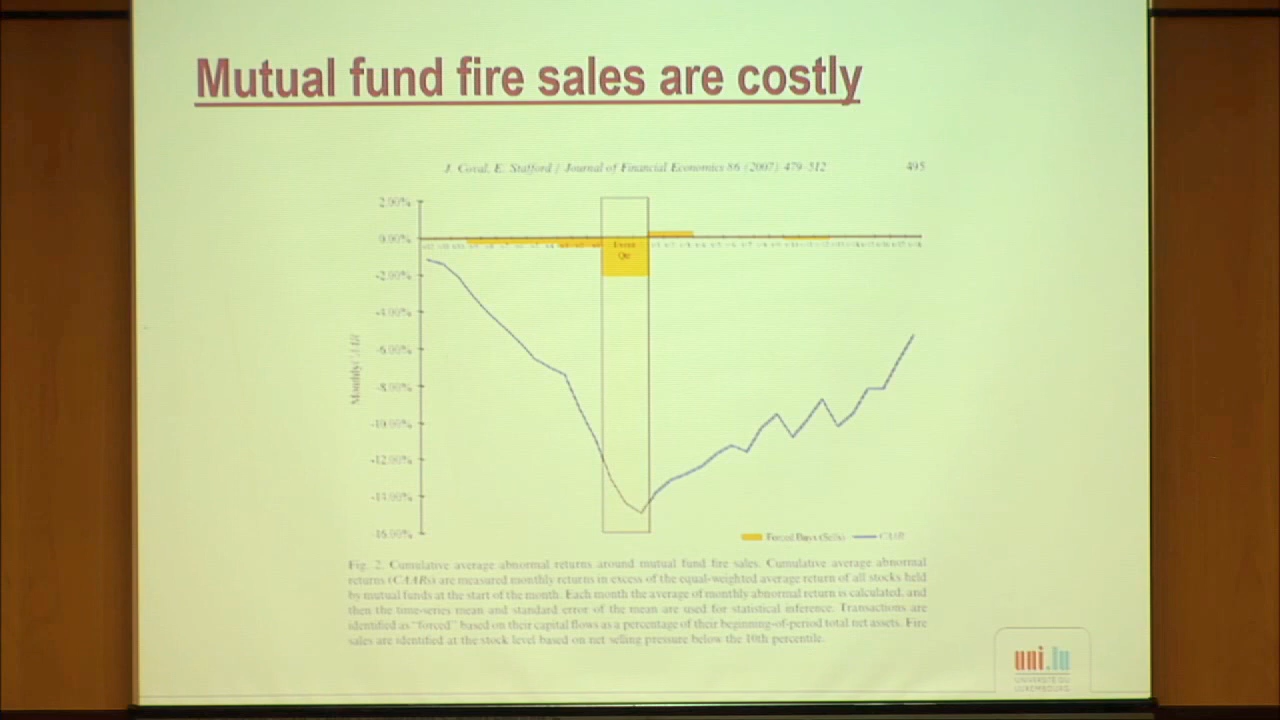 Mutual fund fire sales are costly
J. Coval, E. Stafford / Journal of Financial Economics 86 (2007) 479–512 495
2.00%
0.00%
Event
Qtr
-2.00%
-4.00%
-6.00%
-8.00%
-10.00%
-12.00%
-14.00%
-16.00%
Monthly CAAR
Forced Buys (Sells) CAAR
Fig. 2. Cumulative average abnormal returns around mutual fund fire sales. Cumulative average abnormal
returns (CAARs) are measured monthly returns in excess of the equal-weighted average return of all stocks held
by mutual funds at the start of the month. Each month the average of monthly abnormal return is calculated, and
then the time-series mean and standard error of the mean are used for statistical inference. Transactions are
identified as "forced" based on their capital flows as a percentage of their beginning-of-period total net assets. Fire
sales are identified at the stock level based on net selling pressure below the 10th percentile.
uni.lu
UNIVERSITÉ DU
LUXEMBOURG